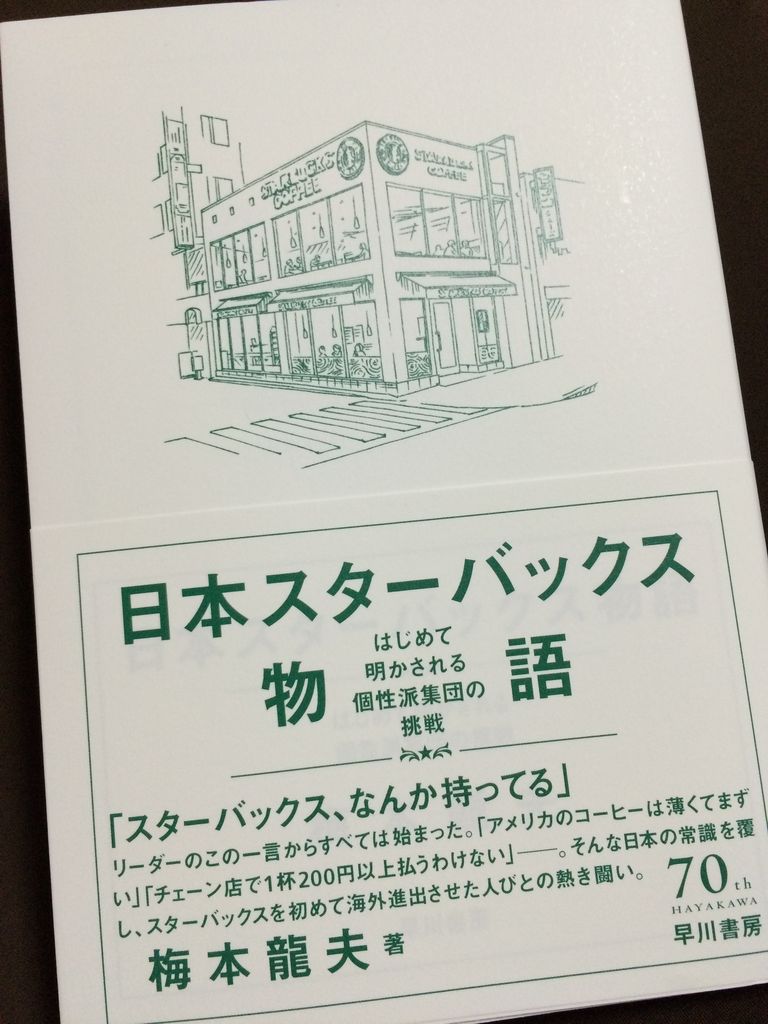 STARBUCKS
COFFEE
STARBUCKS
COFFEE
日本スターバックス
物語
はじめて
明かされる
個性派集団の
挑戦
「スターバックス、なんか持ってる」
リーダーのこの一言からすべては始まった。「アメリカのコーヒーは薄くてまず
い」「チェーン店で1杯200円以上払うわけない」——。そんな日本の常識を覆
し、スターバックスを初めて海外進出させた人びとの熱き闘い。
梅本龍夫 著
70th
HAYAKAWA
早川書房